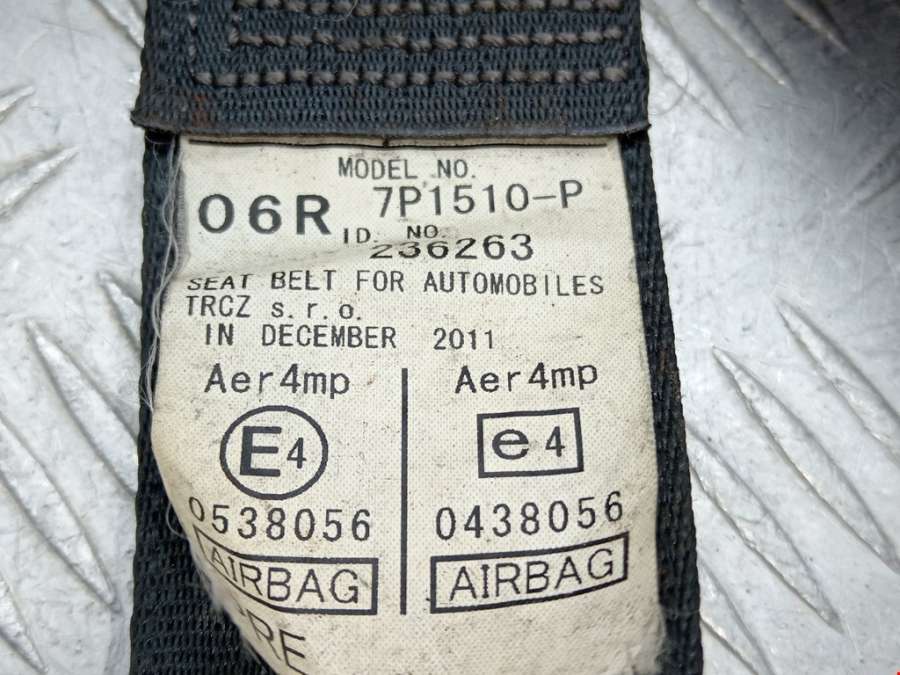 MODEL NO.
06R 7P1510-P
ID. NO.
236263
SEAT BELT FOR AUTOMOBILES
TRCZ s.r.o.
IN DECEMBER 2011
Aer4mp Aer4mp
E4 e4
0538056 0438056
AIRBAG AIRBAG